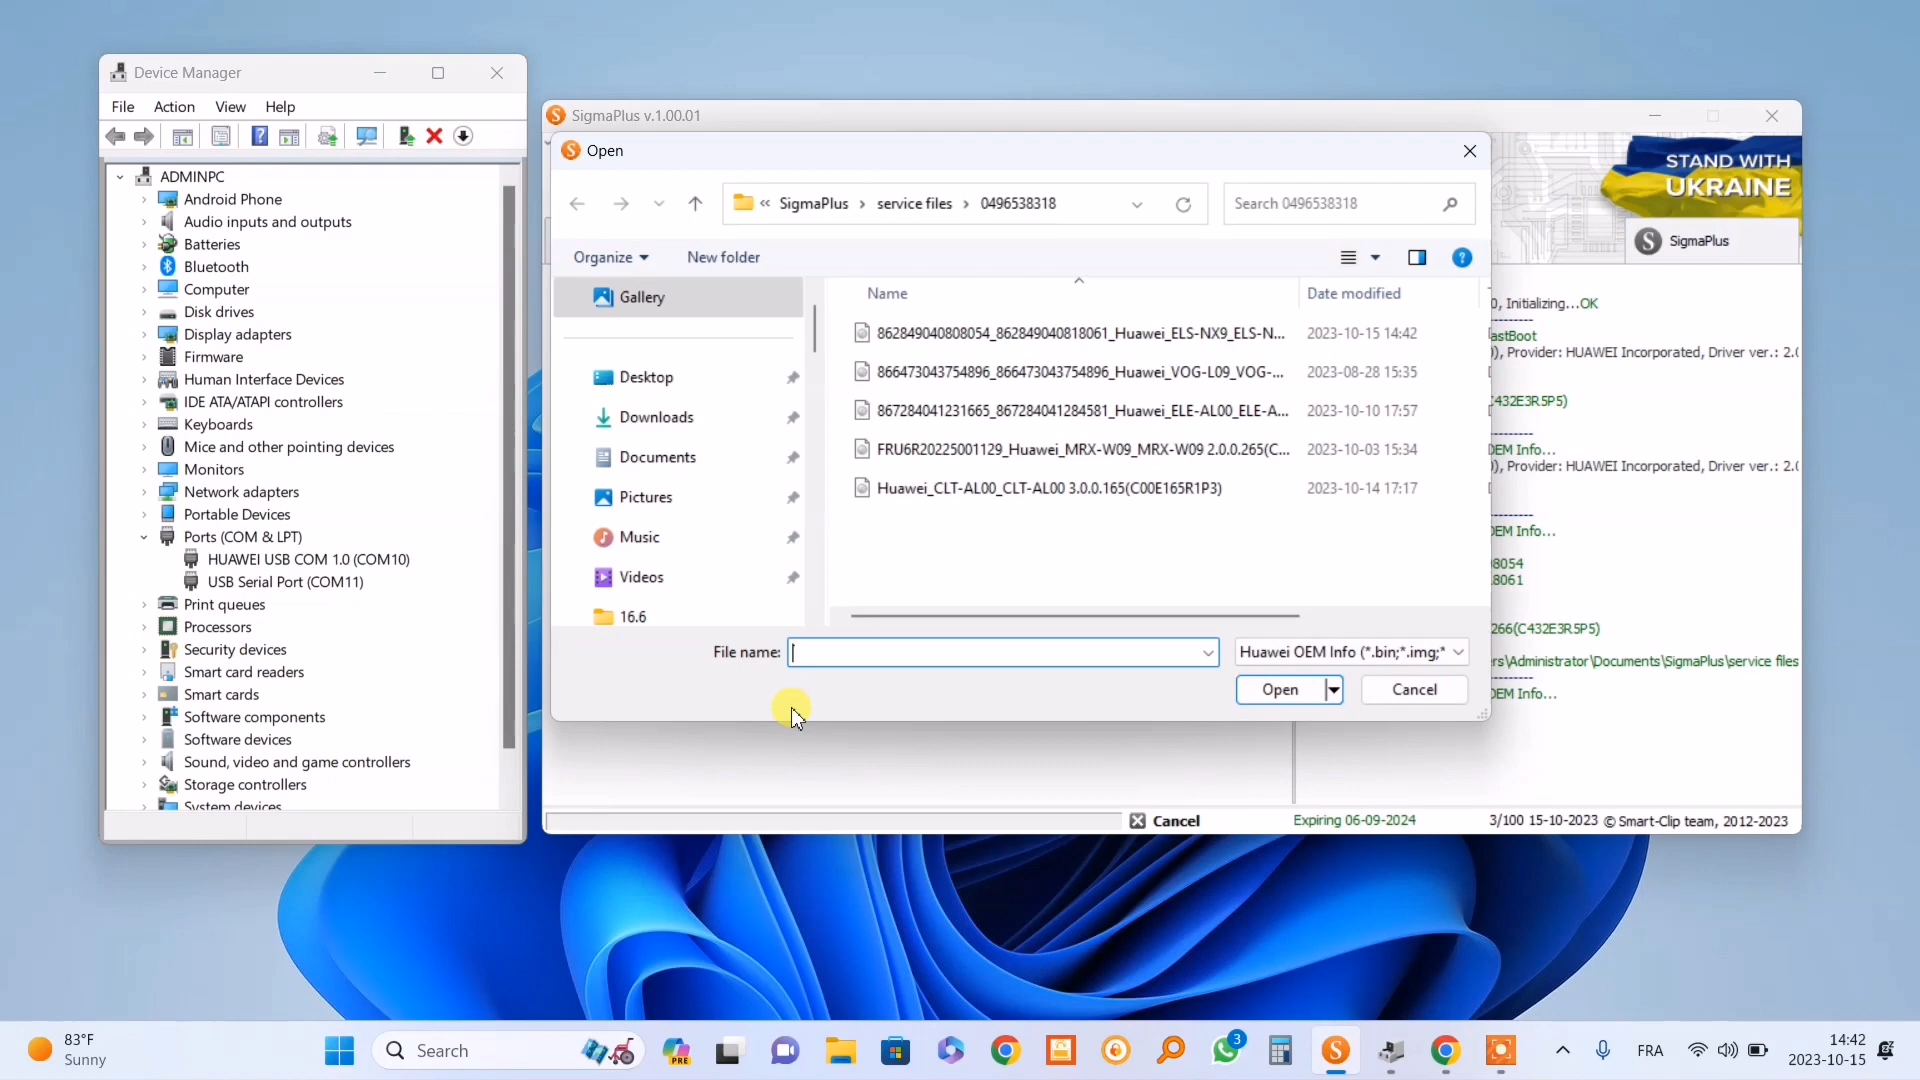 Device Manager
File Action View Help
ADMINPC
Android Phone
Audio inputs and outputs
Batteries
Bluetooth
Computer
Disk drives
Display adapters
Firmware
Human Interface Devices
IDE ATA/ATAPI controllers
Keyboards
Mice and other pointing devices
Monitors
Network adapters
Portable Devices
Ports (COM & LPT)
HUAWEI USB COM 1.0 (COM10)
USB Serial Port (COM11)
Print queues
Processors
Security devices
Smart card readers
Smart cards
Software components
Software devices
Sound, video and game controllers
Storage controllers
System devices
SigmaPlus v.1.00.01
Open
« SigmaPlus › service files › 0496538318
Search 0496538318
Organize New folder
Gallery
Desktop
Downloads
Documents
Pictures
Music
Videos
16.6
Name Date modified
862849040808054_862849040818061_Huawei_ELS-NX9_ELS-N... 2023-10-15 14:42
866473043754896_866473043754896_Huawei_VOG-L09_VOG-... 2023-08-28 15:35
867284041231665_867284041284581_Huawei_ELE-AL00_ELE-A... 2023-10-10 17:57
FRU6R20225001129_Huawei_MRX-W09_MRX-W09 2.0.0.265(C... 2023-10-03 15:34
Huawei_CLT-AL00_CLT-AL00 3.0.0.165(C00E165R1P3) 2023-10-14 17:17
File name: Huawei OEM Info (*.bin;*.img;*
Open Cancel
STAND WITH
UKRAINE
SigmaPlus
0, Initializing...OK
astBoot
), Provider: HUAWEI Incorporated, Driver ver.: 2.0
C432E3R5P5)
OEM Info...
), Provider: HUAWEI Incorporated, Driver ver.: 2.0
OEM Info...
08054
8061
266(C432E3R5P5)
rs\Administrator\Documents\SigmaPlus\service files
OEM Info...
Cancel Expiring 06-09-2024 3/100 15-10-2023 © Smart-Clip team, 2012-2023
83°F
Sunny
Search
PRE
3
FRA
14:42
2023-10-15